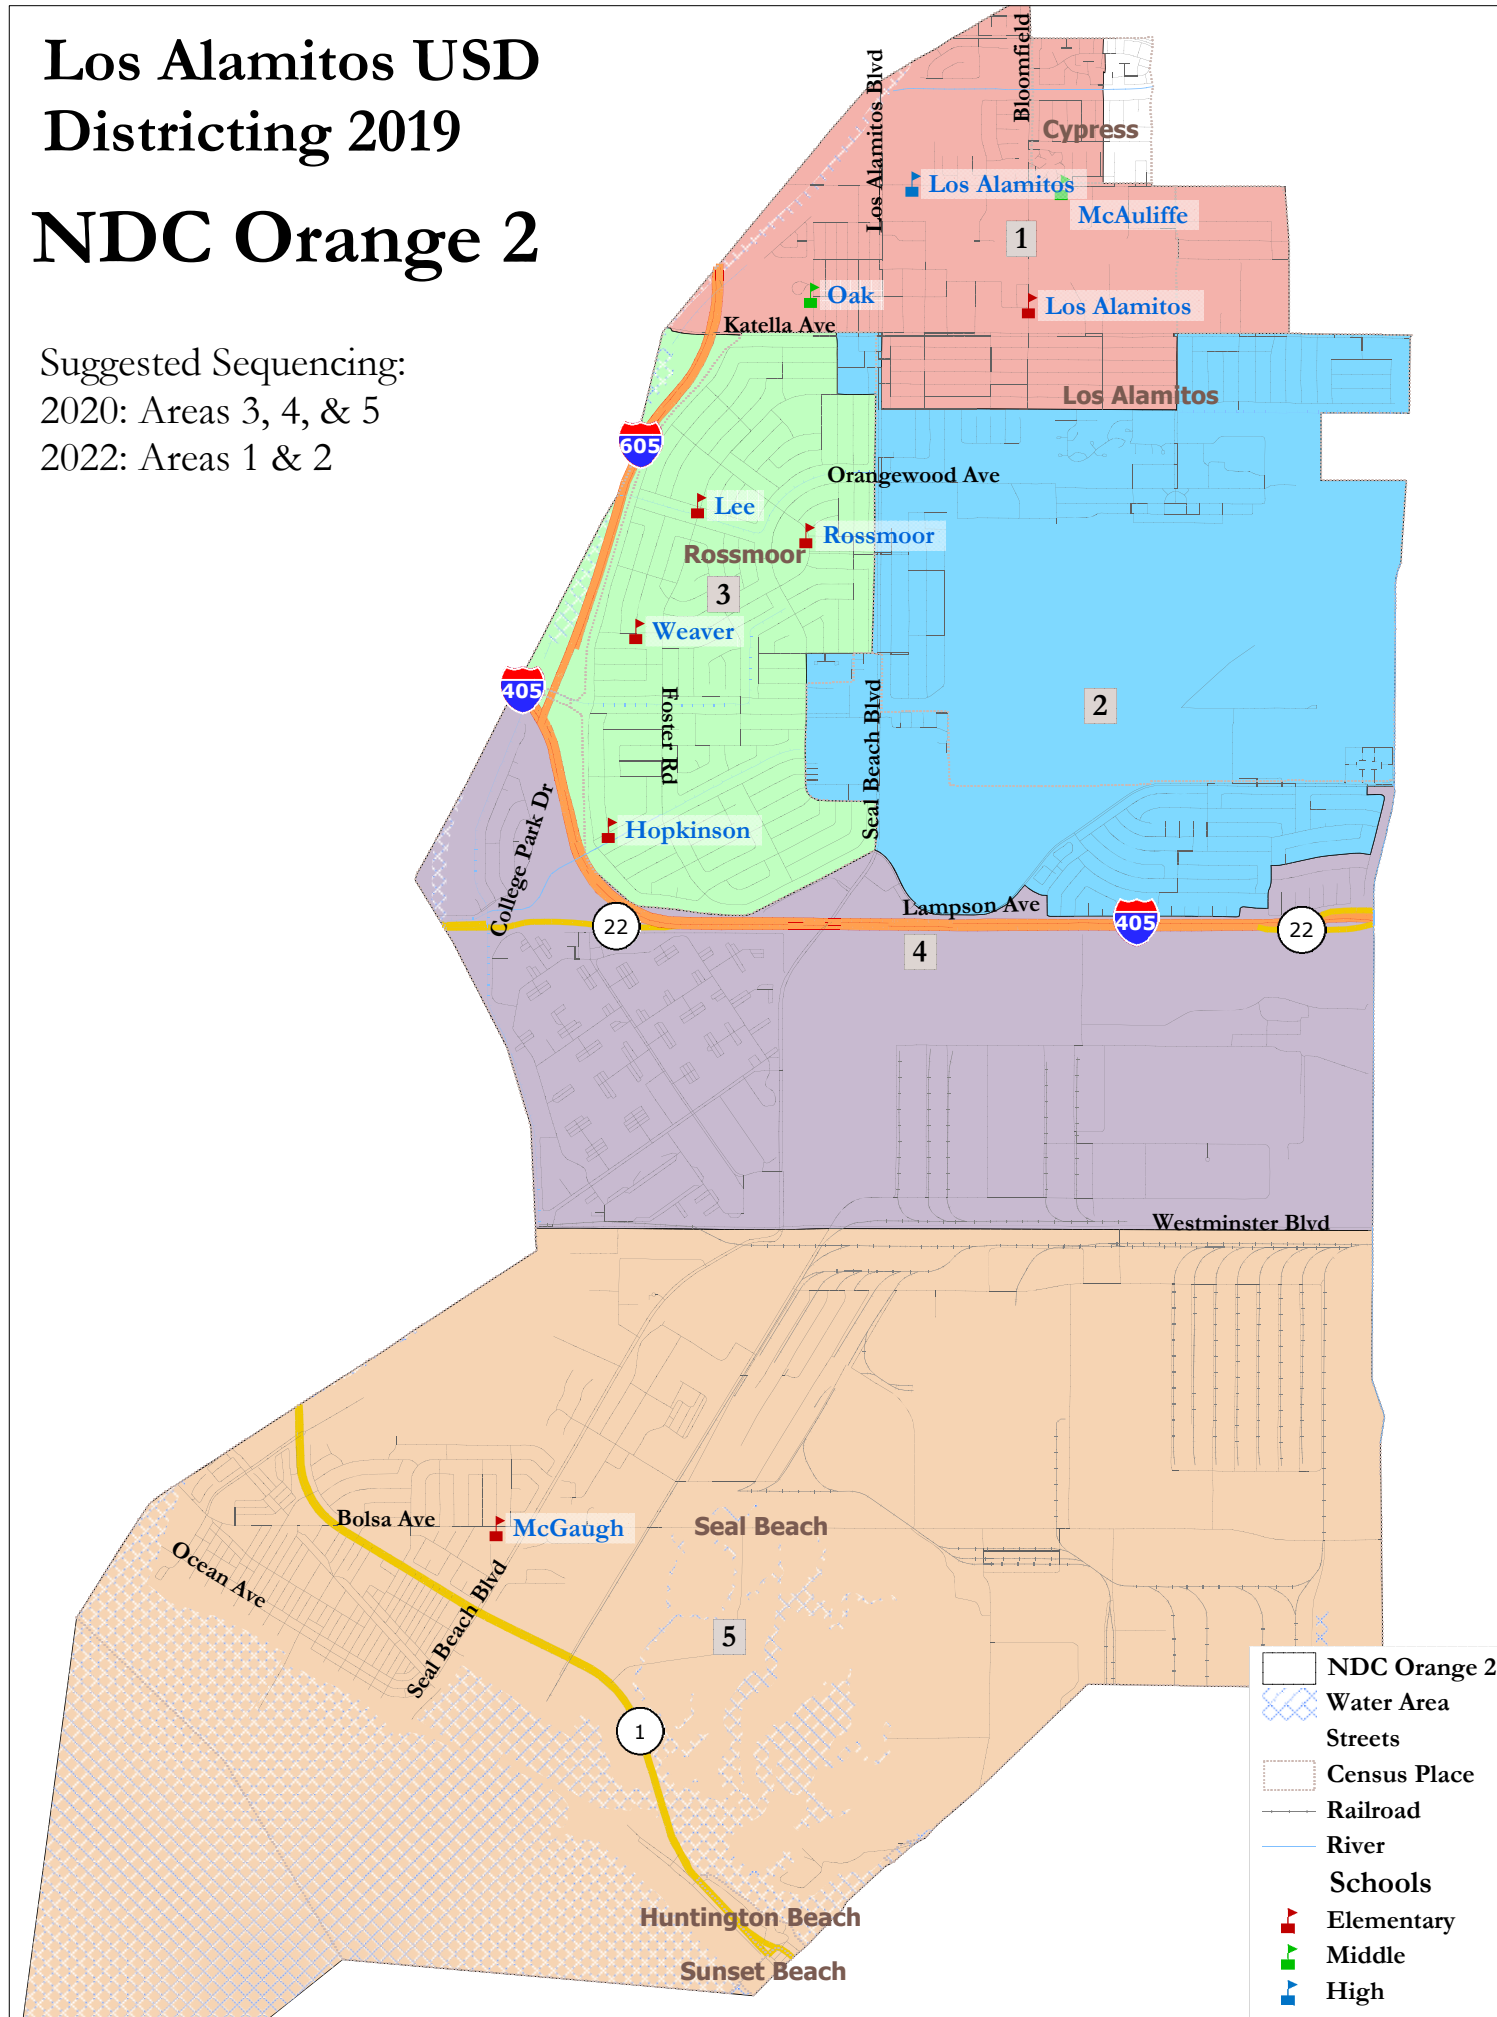 Los Alamitos USD
Districting 2019
NDC Orange 2
Suggested Sequencing:
2020: Areas 3, 4, & 5
2022: Areas 1 & 2
Los Alamitos Blvd
Bloomfield
Cypress
Los Alamitos
McAuliffe
1
Oak
Los Alamitos
Katella Ave
Los Alamitos
605
Orangewood Ave
Lee
Rossmoor
Rossmoor
3
Weaver
405
Foster Rd
Seal Beach Blvd
2
College Park Dr
Hopkinson
Lampson Ave
22
405
22
4
Westminster Blvd
Bolsa Ave
McGaugh
Seal Beach
Ocean Ave
Seal Beach Blvd
5
1
Huntington Beach
Sunset Beach
NDC Orange 2
Water Area
Streets
Census Place
Railroad
River
Schools
Elementary
Middle
High